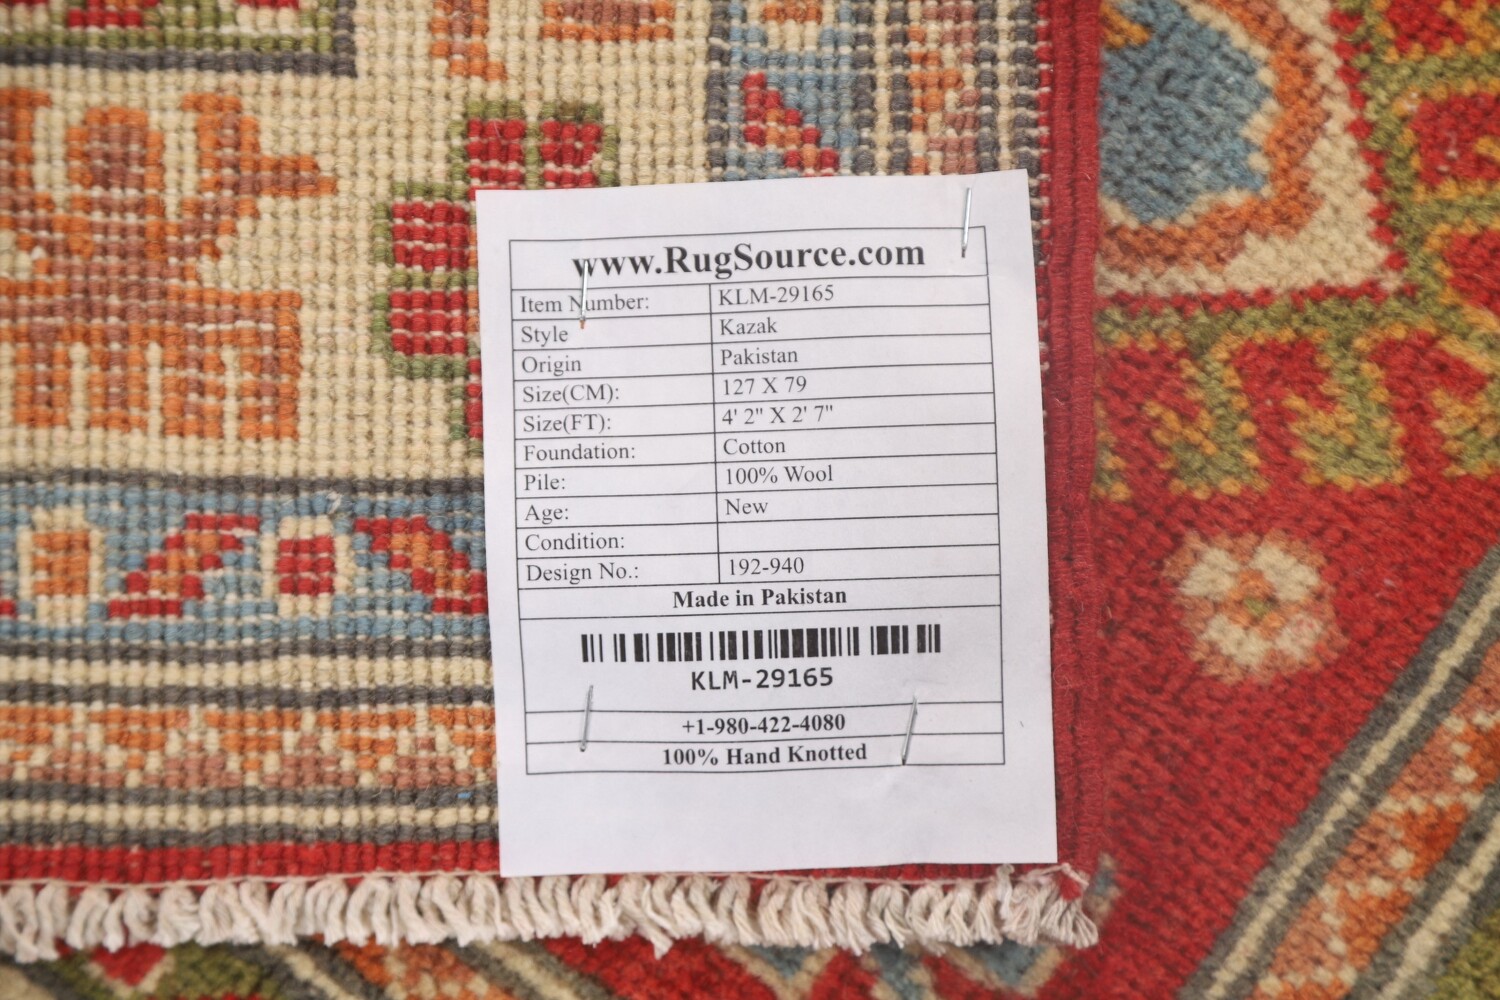 www.RugSource.com
Item Number: KLM-29165
Style Kazak
Origin Pakistan
Size(CM): 127 X 79
Size(FT): 4' 2" X 2' 7"
Foundation: Cotton
Pile: 100% Wool
Age: New
Condition:
Design No.: 192-940
Made in Pakistan
KLM-29165
+1-980-422-4080
100% Hand Knotted